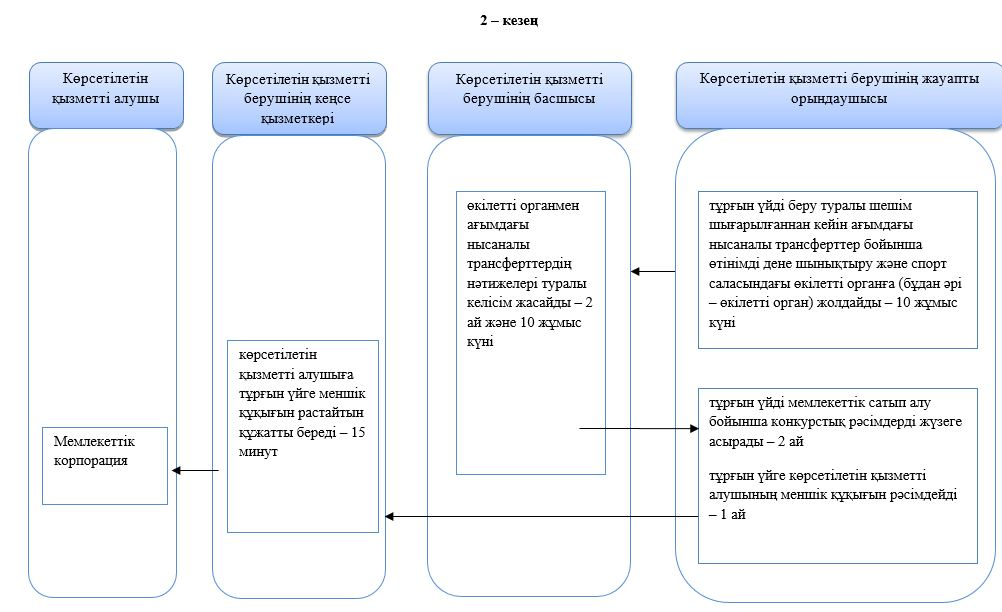 2 – кезең
Көрсетілетін
қызметті алушы
Көрсетілетін қызметті
берушінің кеңсе
қызметкері
Көрсетілетін қызметті
берушінің басшысы
Көрсетілетін қызметті берушінің жауапты
орындаушысы
Мемлекеттік
корпорация
көрсетілетін
қызметті алушыға
тұрғын үйге меншік
құқығын растайтын
құжатты береді – 15
минут
өкілетті органмен
ағымдағы
нысаналы
трансферттердің
нәтижелері туралы
келісім жасайды – 2
ай және 10 жұмыс
күні
тұрғын үйді беру туралы шешім
шығарылғаннан кейін ағымдағы
нысаналы трансферттер бойынша
өтінімді дене шынықтыру және спорт
саласындағы өкілетті органға (бұдан әрі
– өкілетті орган) жолдайды – 10 жұмыс
күні
тұрғын үйді мемлекеттік сатып алу
бойынша конкурстық рәсімдерді жүзеге
асырады – 2 ай
тұрғын үйге көрсетілетін қызметті
алушының меншік құқығын рәсімдейді
– 1 ай